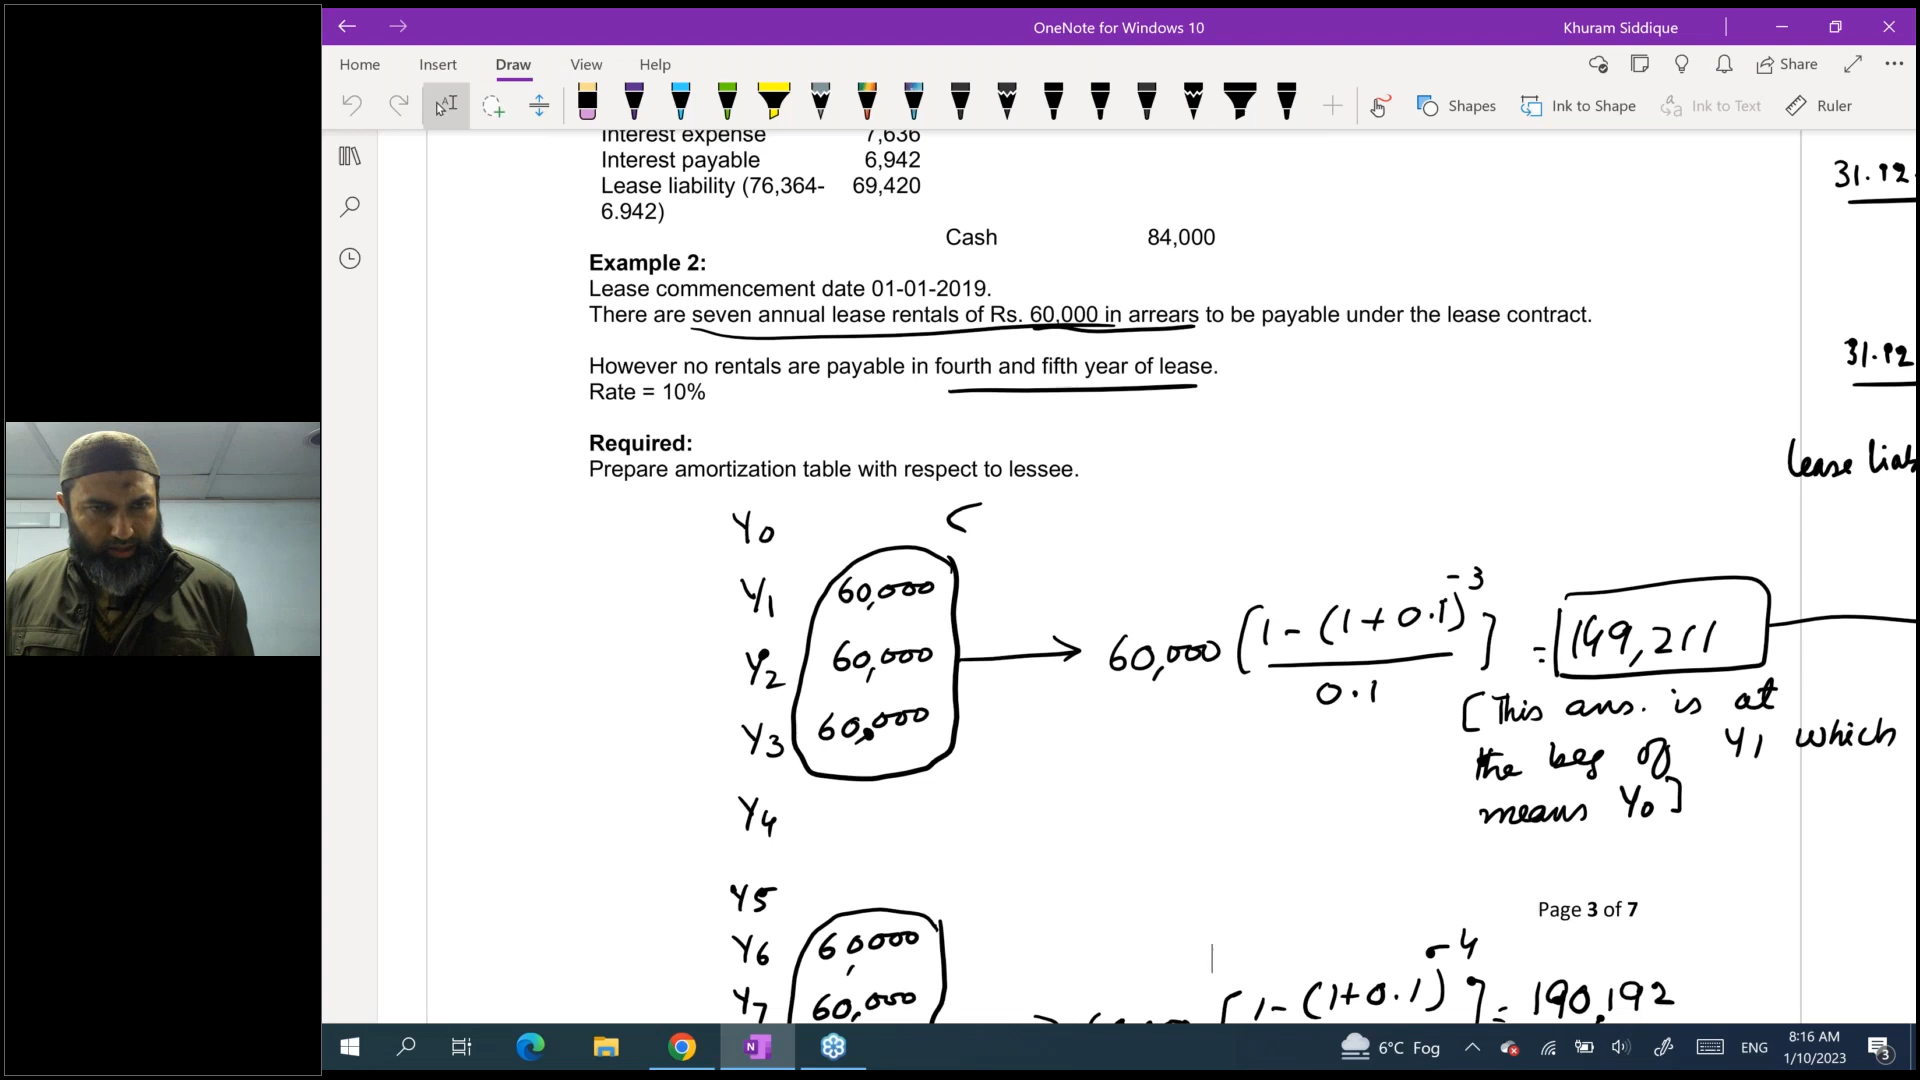 OneNote for Windows 10
Khuram Siddique
Home Insert Draw View Help
Share
Shapes Ink to Shape Ink to Text Ruler
Interest expense 7,636
Interest payable 6,942
Lease liability (76,364- 69,420
6.942)
Cash 84,000
31.12
Example 2:
Lease commencement date 01-01-2019.
There are seven annual lease rentals of Rs. 60,000 in arrears to be payable under the lease contract.
31.12
However no rentals are payable in fourth and fifth year of lease.
Rate = 10%
Required:
Prepare amortization table with respect to lessee.
lease liab
Y0
Y1 60,000
Y2 60,000
Y3 60,000
60,000 [1 - (1 + 0.1)^-3 / 0.1] = 149,211
[This ans. is at
the beg of Y1 which
means Y0]
Y4
Y5
Page 3 of 7
Y6 60,000
Y7 60,000
[1 - (1+0.1)^-4] = 190,192
6°C Fog
ENG
8:16 AM
1/10/2023
3